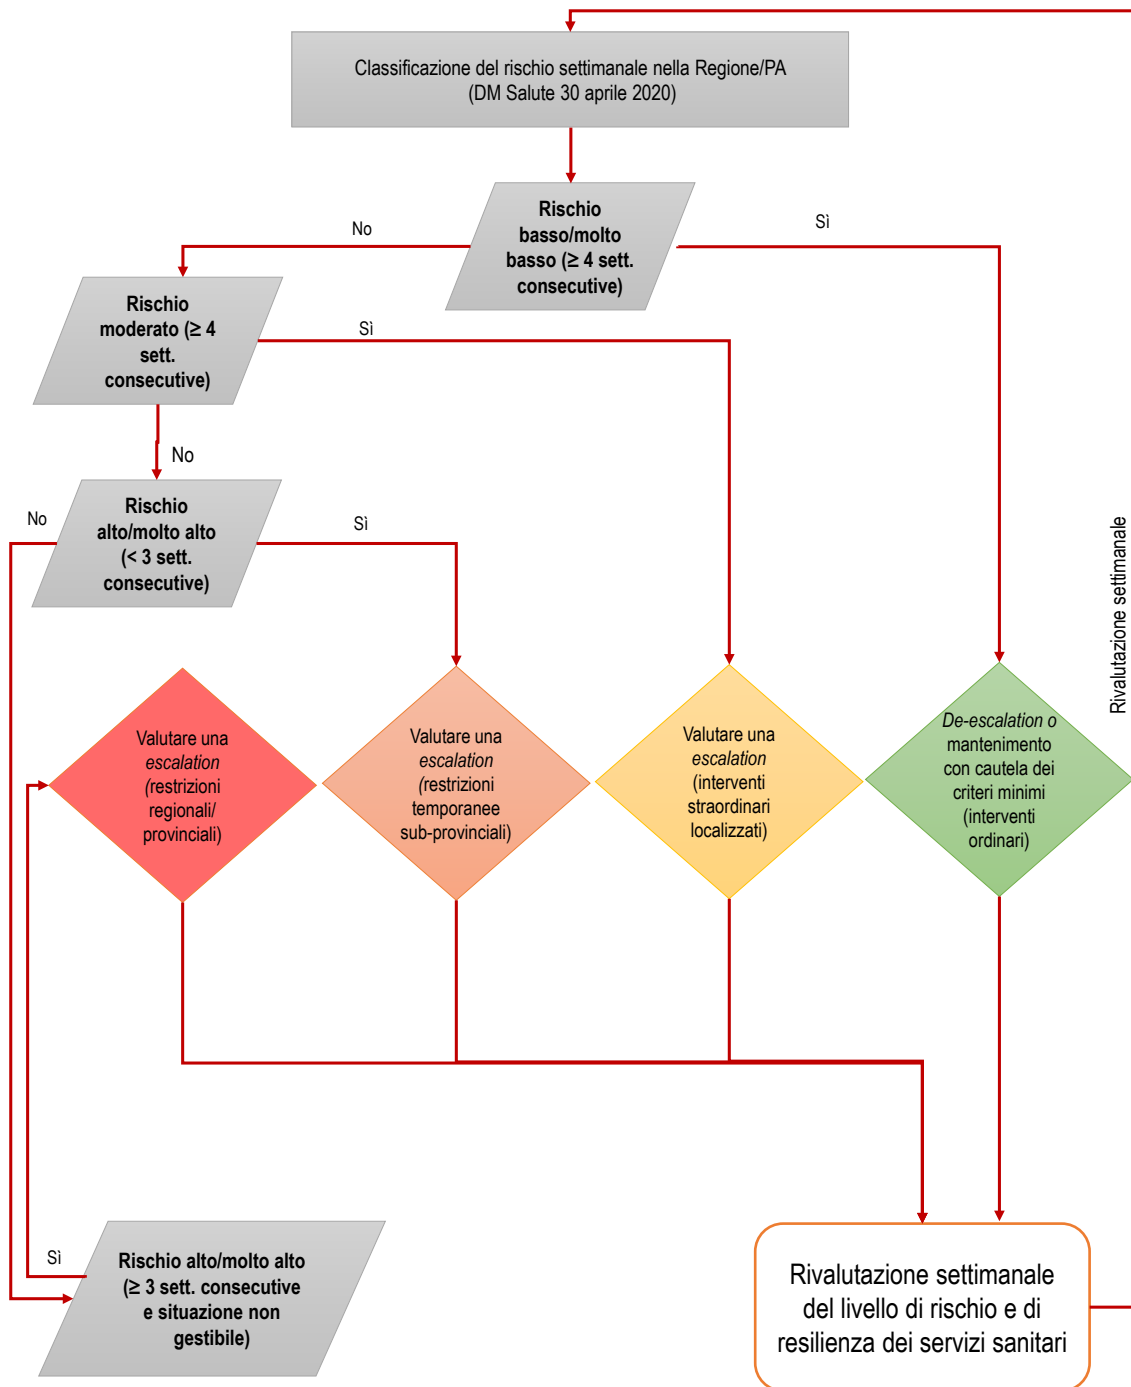 Classificazione del rischio settimanale nella Regione/PA
(DM Salute 30 aprile 2020)
Rischio
basso/molto
basso (≥ 4 sett.
consecutive)
No
Sì
Rischio
moderato (≥ 4
sett.
consecutive)
Sì
No
Rischio
alto/molto alto
(< 3 sett.
consecutive)
No
Sì
Rivalutazione settimanale
Valutare una
escalation
(restrizioni
regionali/
provinciali)
Valutare una
escalation
(restrizioni
temporanee
sub-provinciali)
Valutare una
escalation
(interventi
straordinari
localizzati)
De-escalation o
mantenimento
con cautela dei
criteri minimi
(interventi
ordinari)
Sì
Rischio alto/molto alto
(≥ 3 sett. consecutive
e situazione non
gestibile)
Rivalutazione settimanale
del livello di rischio e di
resilienza dei servizi sanitari